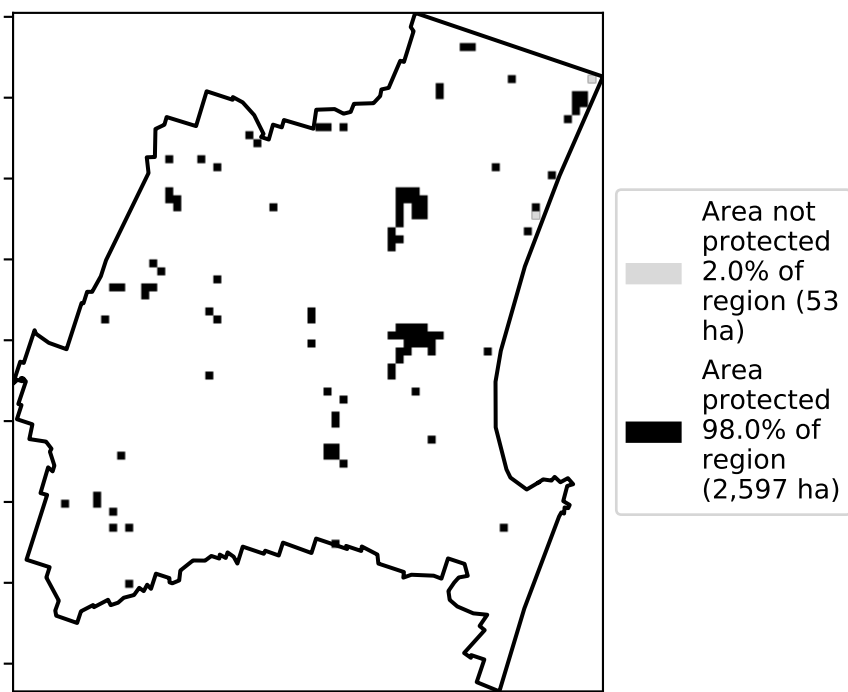 Area not
protected
2.0% of
region (53
ha)
Area
protected
98.0% of
region
(2,597 ha)